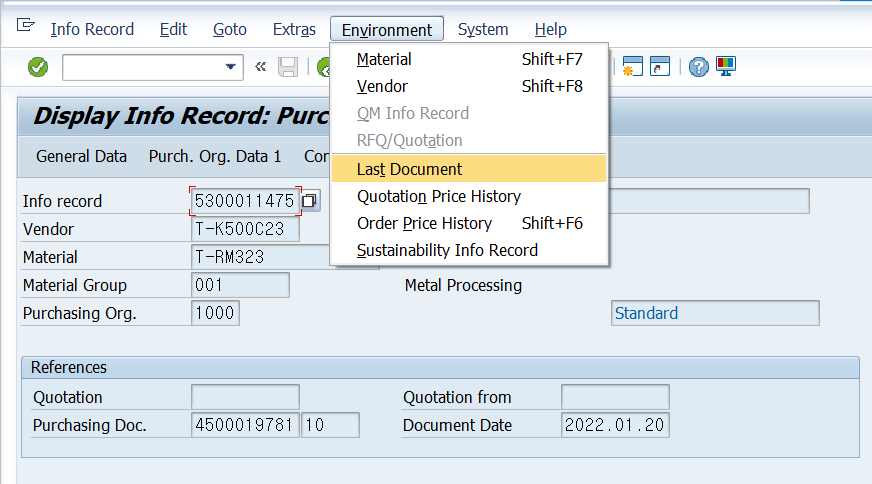 Info Record Edit Goto Extras Environment System Help
Material Shift+F7
Vendor Shift+F8
QM Info Record
RFQ/Quotation
Last Document
Quotation Price History
Order Price History Shift+F6
Sustainability Info Record
Display Info Record: Purc
General Data Purch. Org. Data 1 Con
Info record 5300011475
Vendor T-K500C23
Material T-RM323
Material Group 001 Metal Processing
Purchasing Org. 1000 Standard
References
Quotation Quotation from
Purchasing Doc. 4500019781 10 Document Date 2022.01.20